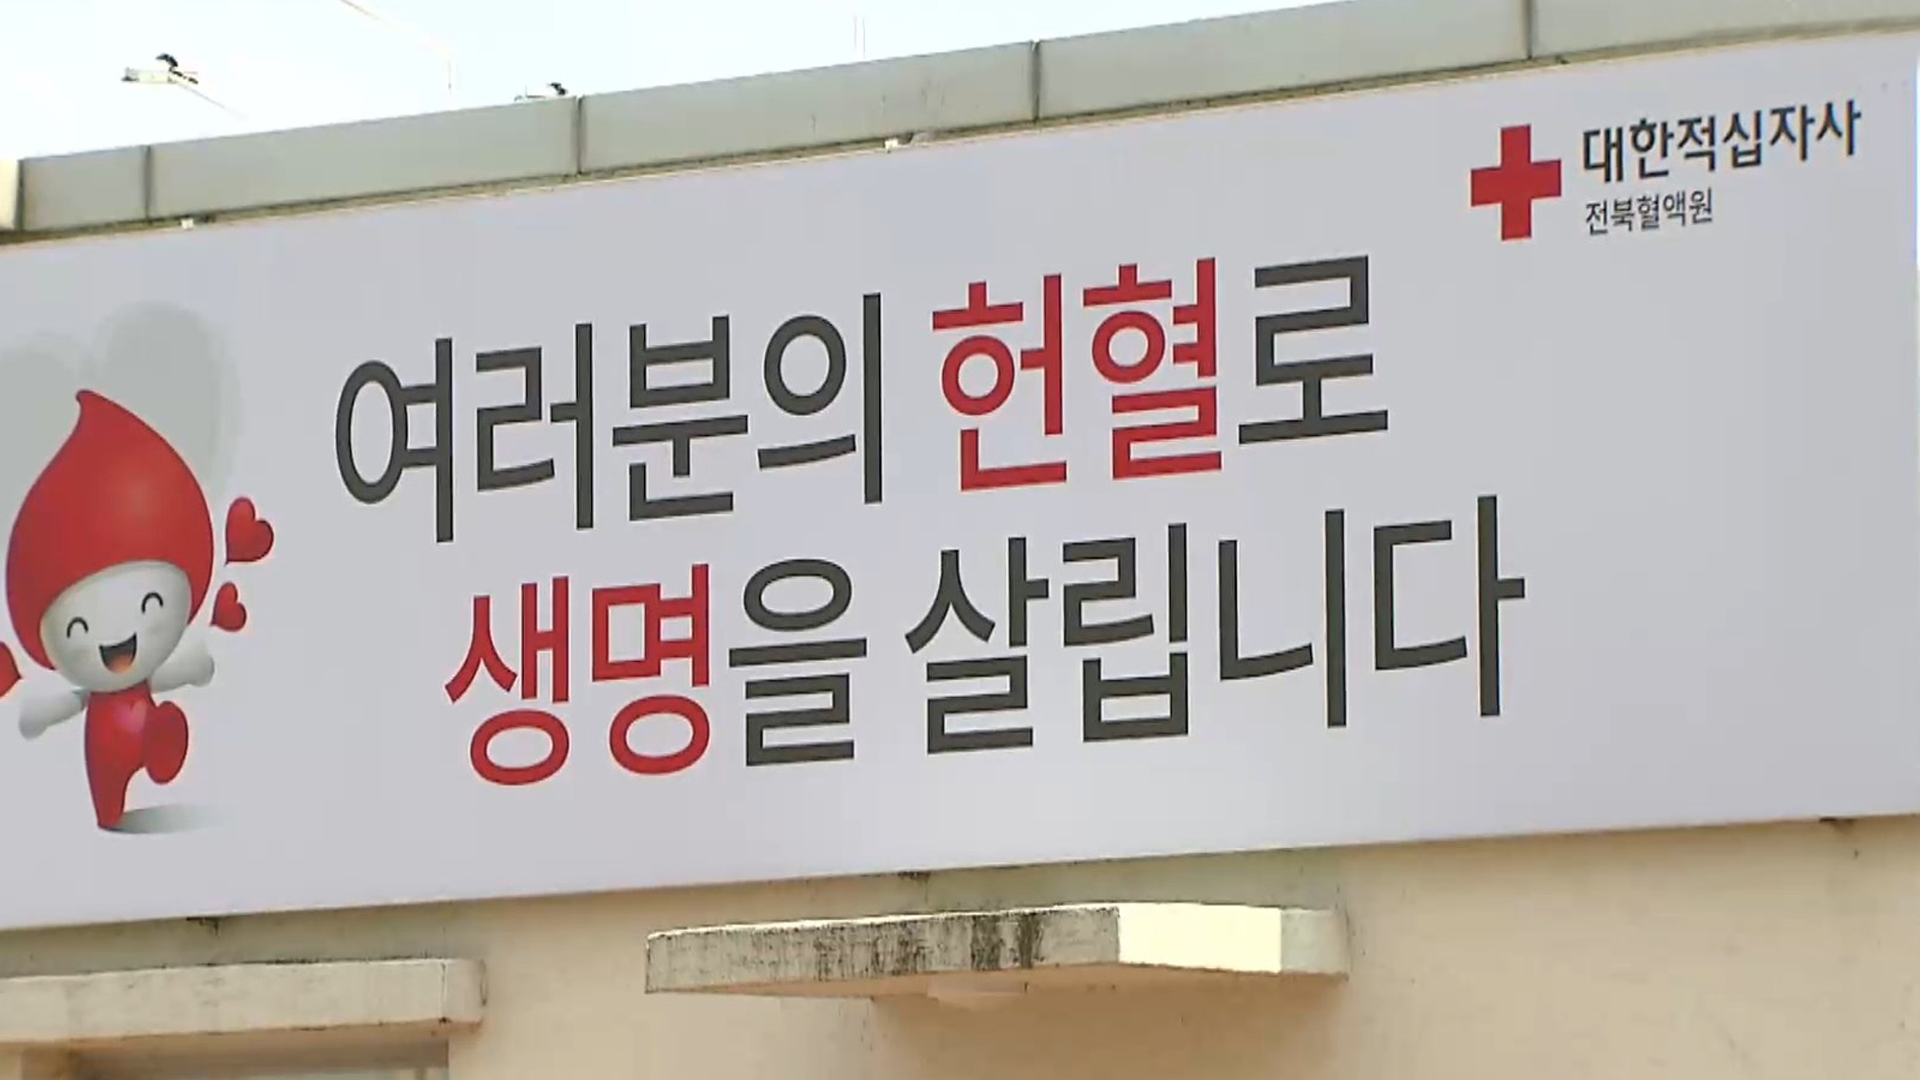 대한적십자사
전북혈액원
여러분의 헌혈로
생명을 살립니다